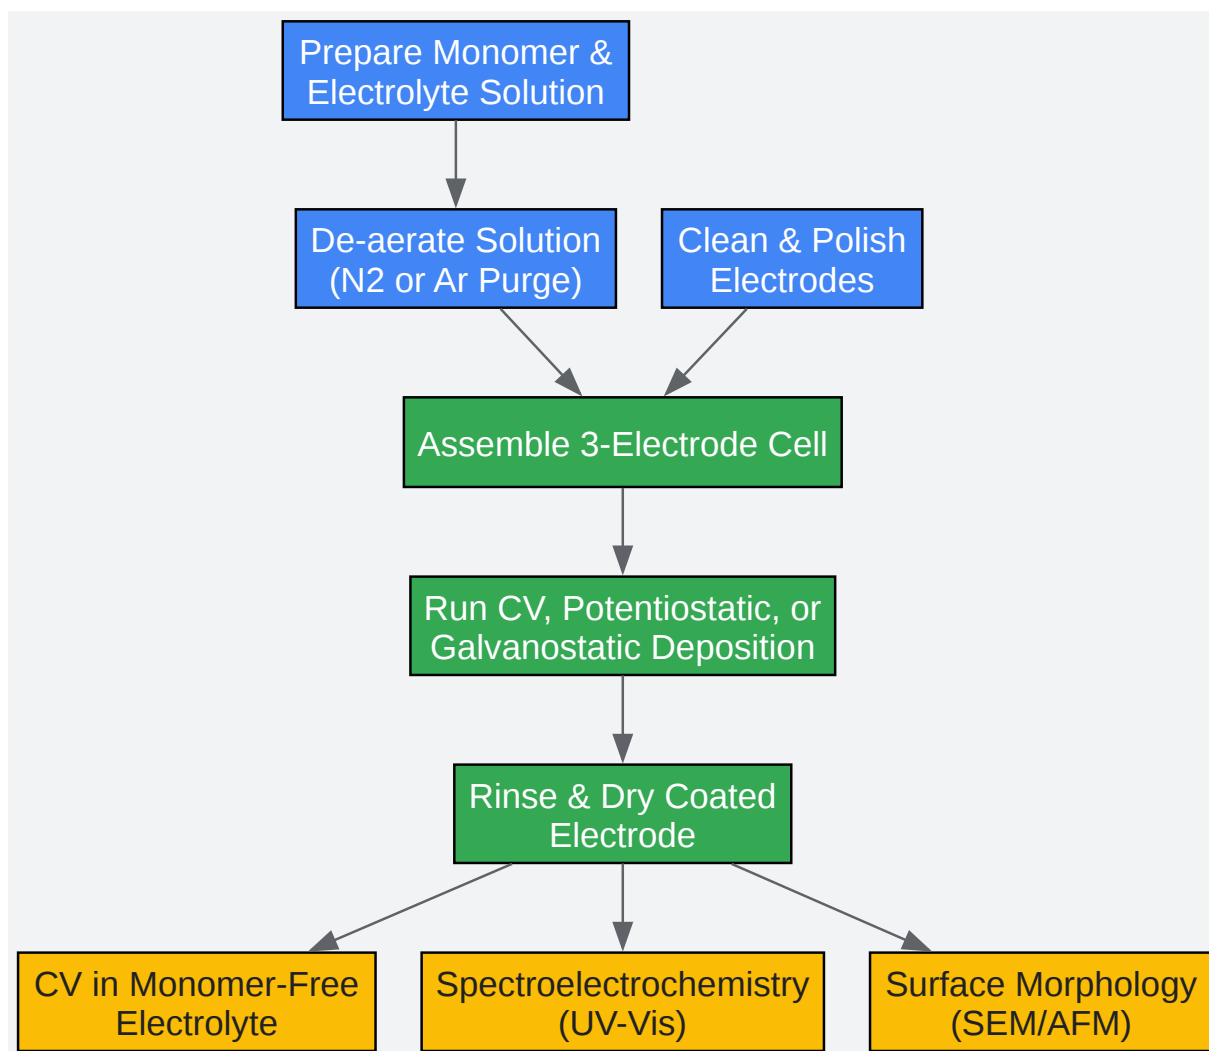 Prepare Monomer &
Electrolyte Solution
De-aerate Solution
(N2 or Ar Purge)
Clean & Polish
Electrodes
Assemble 3-Electrode Cell
Run CV, Potentiostatic, or
Galvanostatic Deposition
Rinse & Dry Coated
Electrode
CV in Monomer-Free
Electrolyte
Spectroelectrochemistry
(UV-Vis)
Surface Morphology
(SEM/AFM)